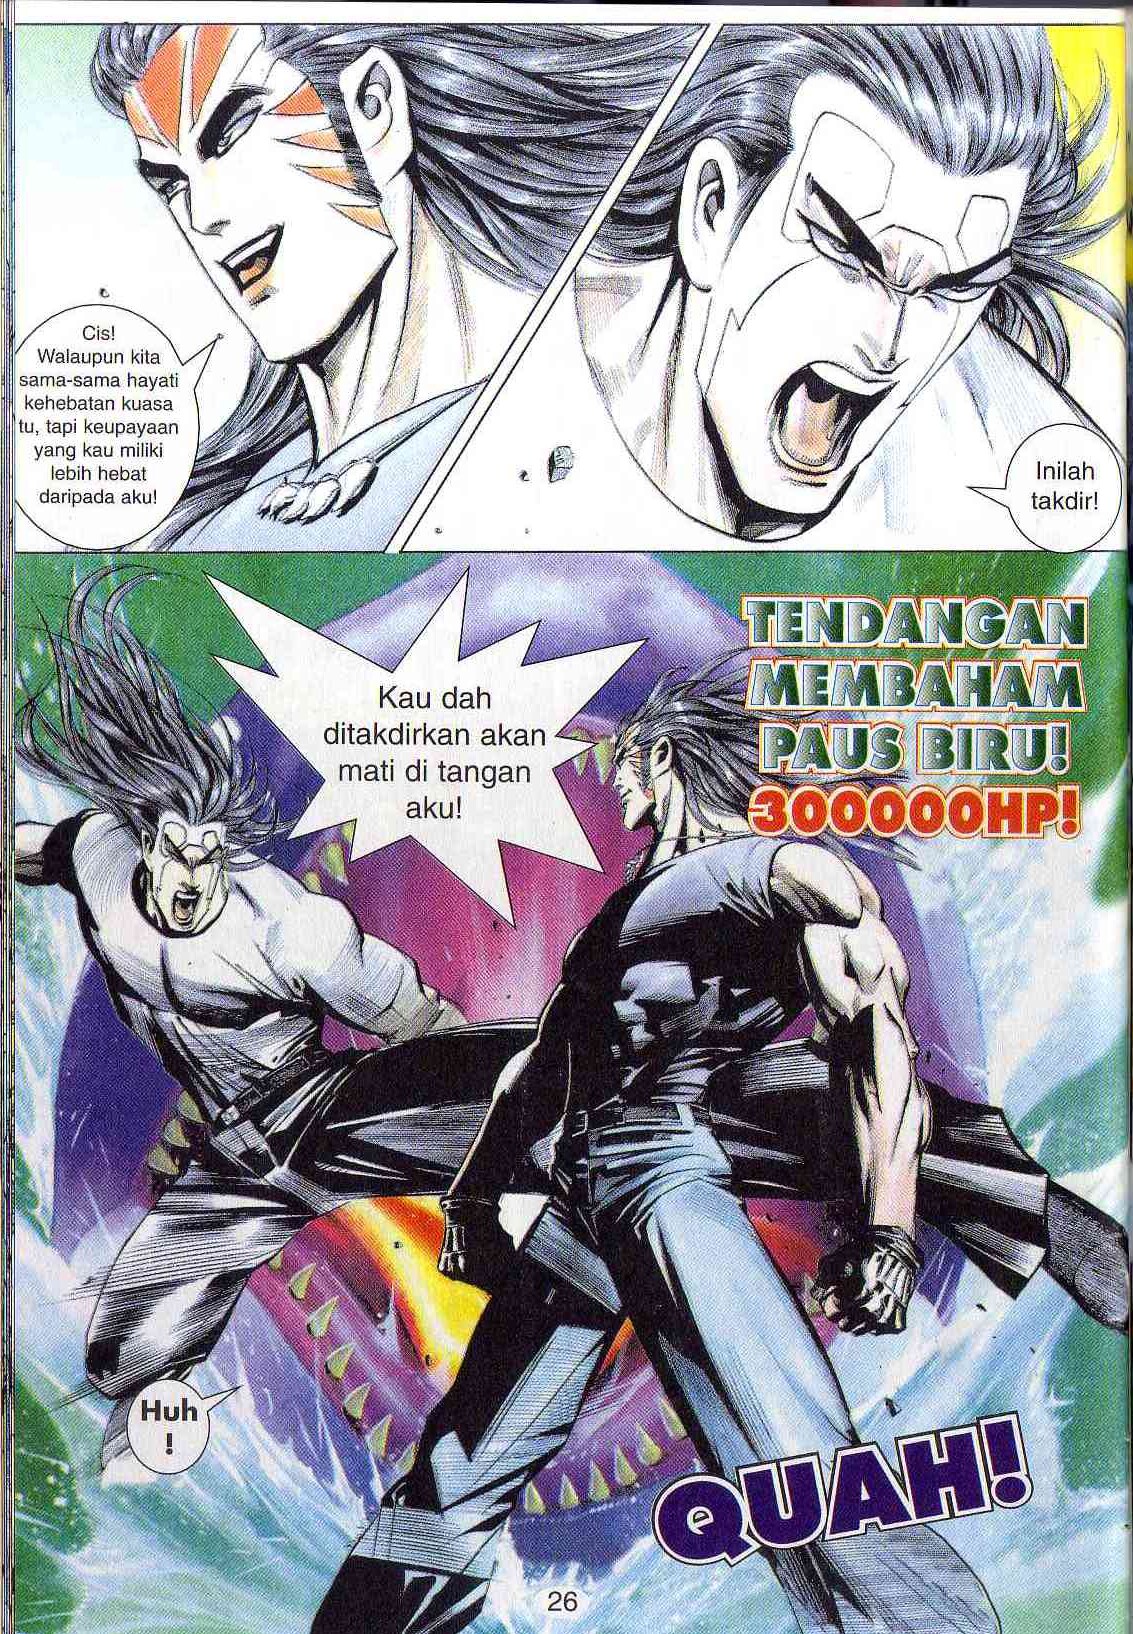 Cis!
Walaupun kita
sama-sama hayati
kehebatan kuasa
tu, tapi keupayaan
yang kau miliki
lebih hebat
daripada aku!
Inilah
takdir!
Kau dah
ditakdirkan akan
mati di tangan
aku!
TENDANGAN
MEMBAHAM
PAUS BIRU!
300000HP!
Huh
!
QUAH!
26